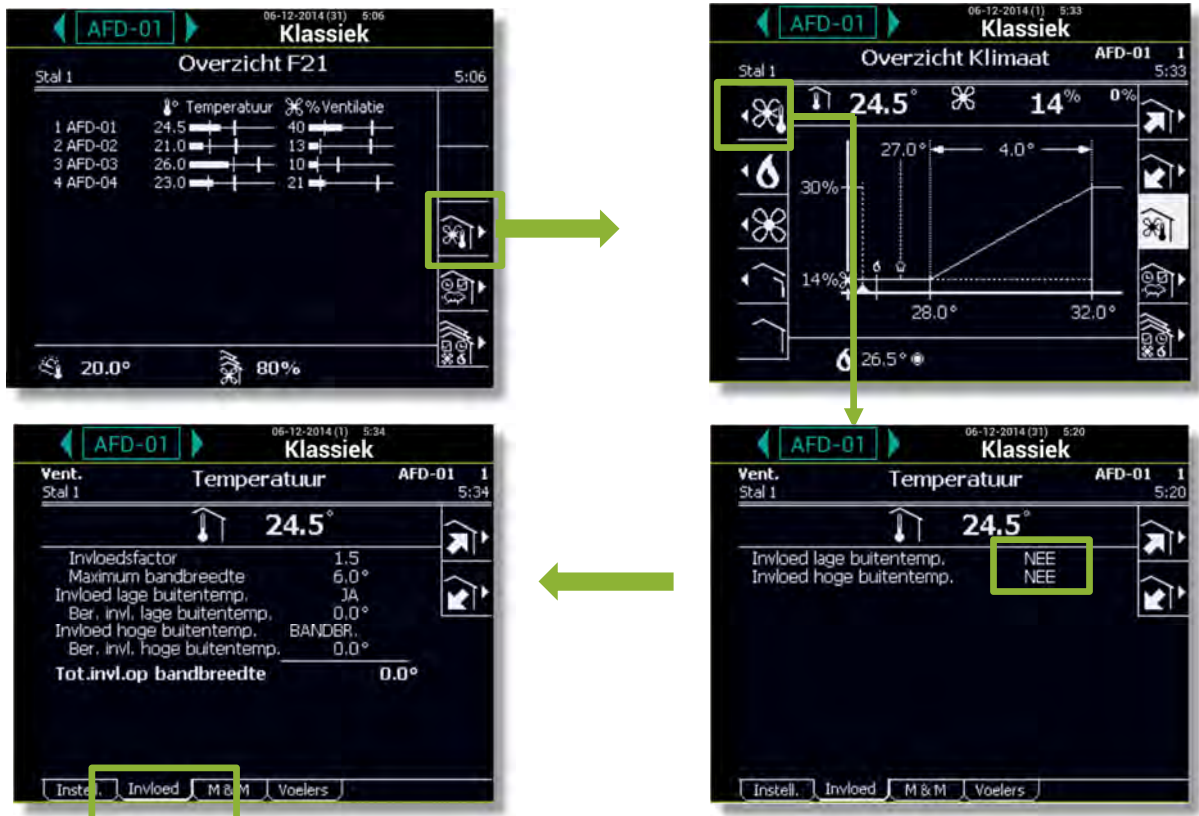 06-12-2014 (31) 5:06
AFD-01 Klassiek
Overzicht F21
Stal 1 5:06
° Temperatuur % Ventilatie
1 AFD-01 24.5 40
2 AFD-02 21.0 13
3 AFD-03 26.0 10
4 AFD-04 23.0 21
20.0° 80%
06-12-2014 (1) 5:33
AFD-01 Klassiek
Overzicht Klimaat AFD-01 1
Stal 1 5:33
24.5° 14% 0%
27.0° 4.0°
30%
14%
28.0° 32.0°
26.5°
06-12-2014 (1) 5:34
AFD-01 Klassiek
Vent. Temperatuur AFD-01 1
Stal 1 5:34
24.5°
Invloedsfactor 1.5
Maximum bandbreedte 6.0°
Invloed lage buitentemp. JA
Ber. invl. lage buitentemp. 0.0°
Invloed hoge buitentemp. BANDBR.
Ber. invl. hoge buitentemp. 0.0°
Tot.invl.op bandbreedte 0.0°
Instell. Invloed M & M Voelers
06-12-2014 (31) 5:20
AFD-01 Klassiek
Vent. Temperatuur AFD-01 1
Stal 1 5:20
24.5°
Invloed lage buitentemp. NEE
Invloed hoge buitentemp. NEE
Instell. Invloed M & M Voelers